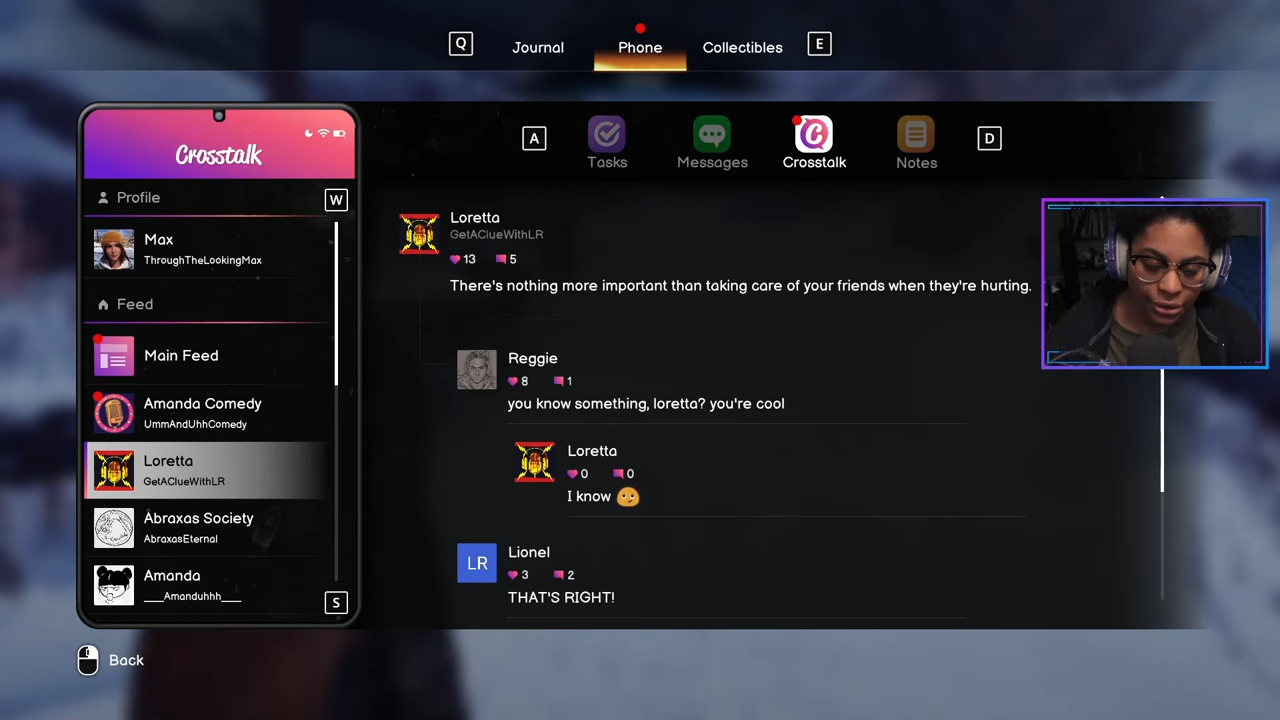 Q
Journal
Phone
Collectibles
E
Crosstalk
Profile
W
Max
ThroughTheLookingMax
Feed
Main Feed
Amanda Comedy
UmmAndUhhComedy
Loretta
GetAClueWithLR
Abraxas Society
AbraxasEternal
Amanda
___Amanduhhh___
S
A
Tasks
Messages
Crosstalk
Notes
D
Loretta
GetAClueWithLR
13 5
There's nothing more important than taking care of your friends when they're hurting.
Reggie
8 1
you know something, loretta? you're cool
Loretta
0 0
I know
LR
Lionel
3 2
THAT'S RIGHT!
Back